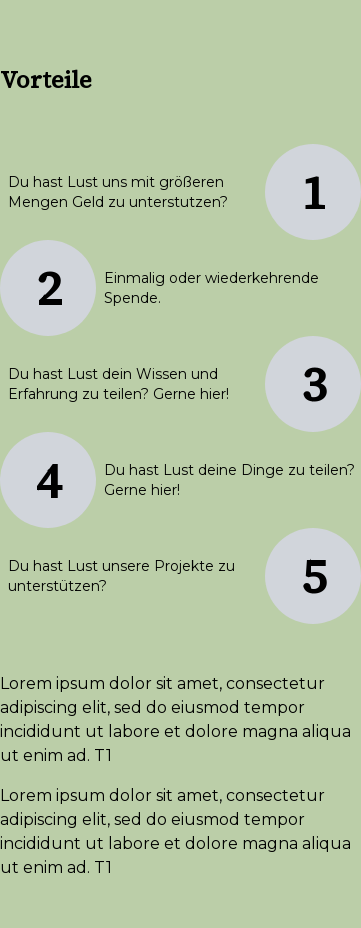 Vorteile
Du hast Lust uns mit größeren
Mengen Geld zu unterstutzen?
1
2
Einmalig oder wiederkehrende
Spende.
Du hast Lust dein Wissen und
Erfahrung zu teilen? Gerne hier!
3
4
Du hast Lust deine Dinge zu teilen?
Gerne hier!
Du hast Lust unsere Projekte zu
unterstützen?
5
Lorem ipsum dolor sit amet, consectetur
adipiscing elit, sed do eiusmod tempor
incididunt ut labore et dolore magna aliqua
ut enim ad. T1
Lorem ipsum dolor sit amet, consectetur
adipiscing elit, sed do eiusmod tempor
incididunt ut labore et dolore magna aliqua
ut enim ad. T1